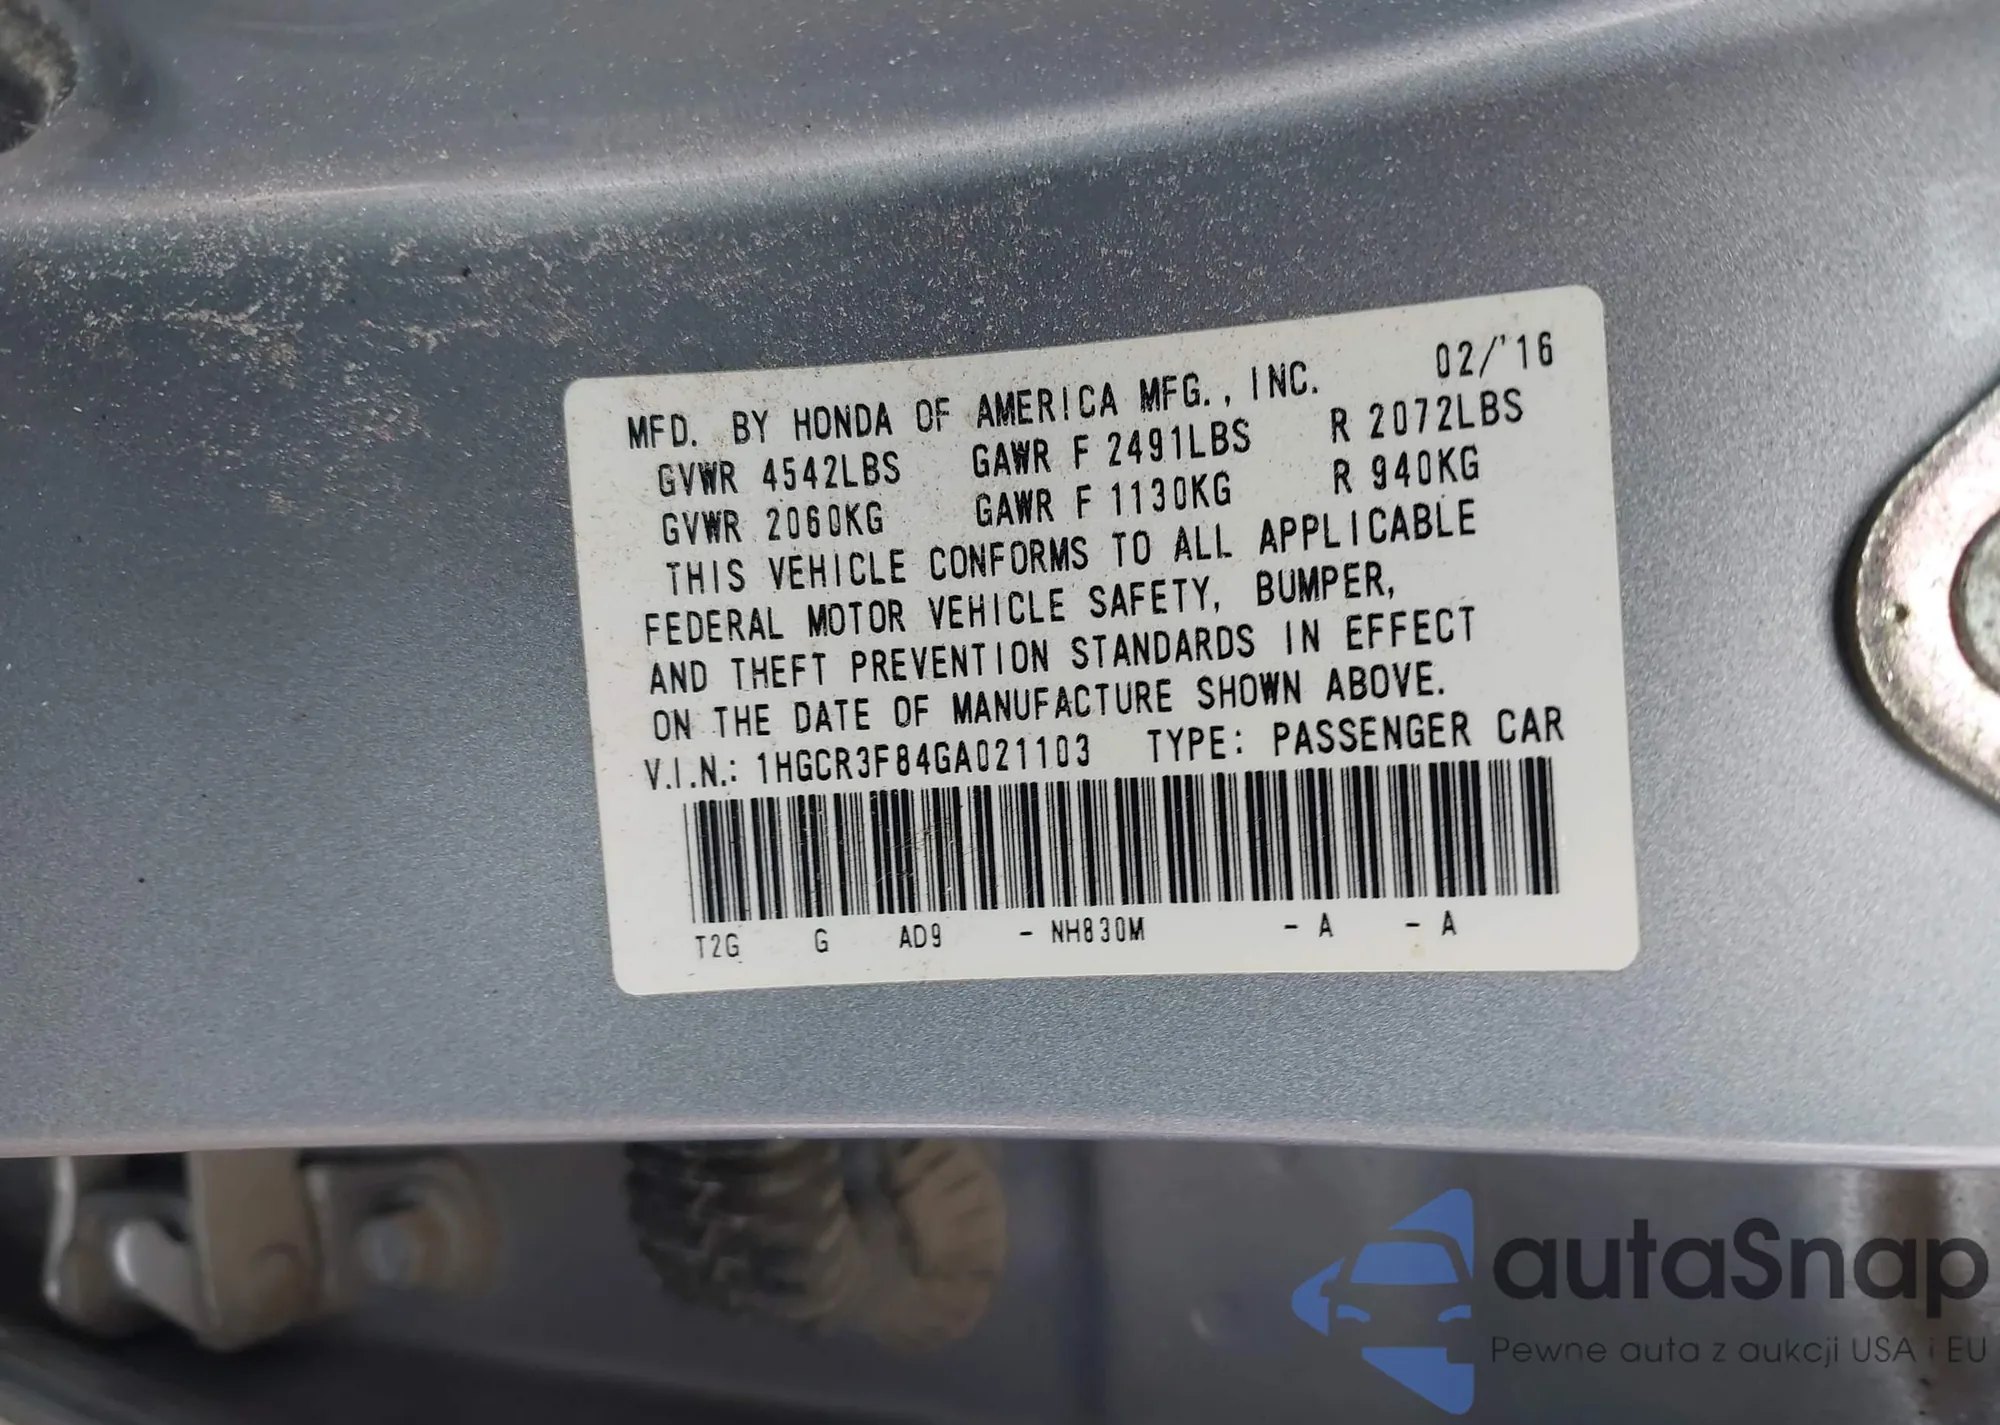 MFD. BY HONDA OF AMERICA MFG., INC. 02/'16
GVWR 4542LBS GAWR F 2491LBS R 2072LBS
GVWR 2060KG GAWR F 1130KG R 940KG
THIS VEHICLE CONFORMS TO ALL APPLICABLE
FEDERAL MOTOR VEHICLE SAFETY, BUMPER,
AND THEFT PREVENTION STANDARDS IN EFFECT
ON THE DATE OF MANUFACTURE SHOWN ABOVE.
V.I.N.: 1HGCR3F84GA021103 TYPE: PASSENGER CAR
T2G G AD9 - NH830M - A - A
autaSnap
Pewne auta z aukcji USA i EU